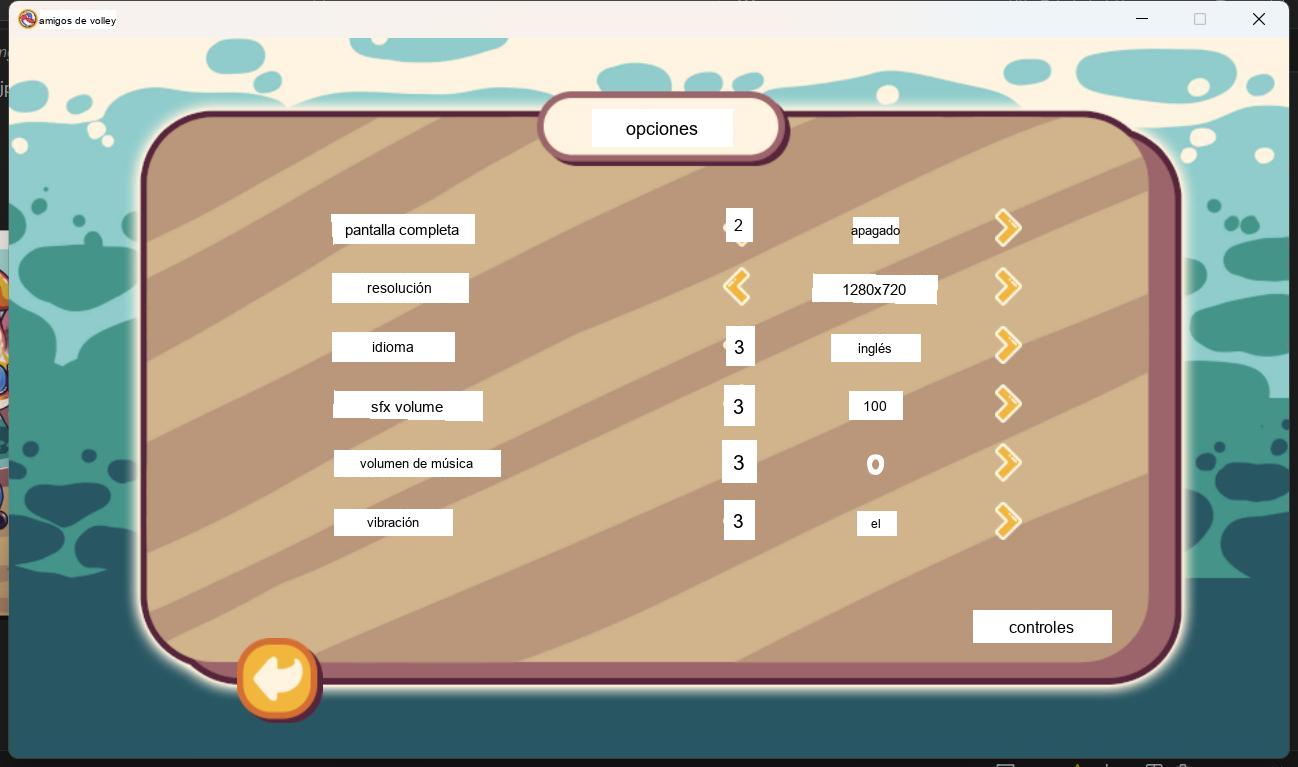 amigos de volley
opciones
pantalla completa 2 apagado
resolución 1280x720
idioma 3 inglés
sfx volume 3 100
volumen de música 3 0
vibración 3 el
controles